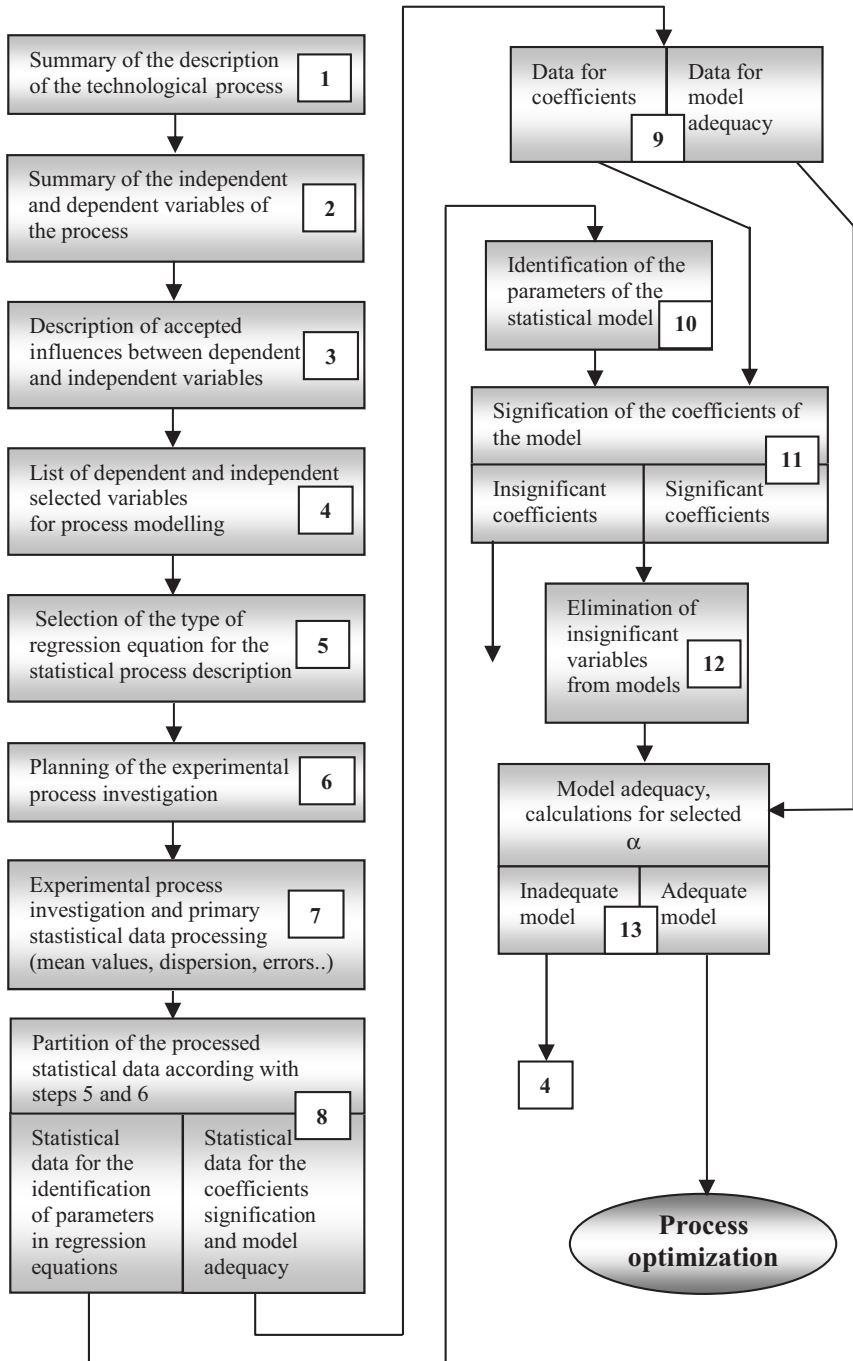 Summary of the description
of the technological process
1
Summary of the independent
and dependent variables of
the process
2
Description of accepted
influences between dependent
and independent variables
3
List of dependent and independent
selected variables
for process modelling
4
Selection of the type of
regression equation for the
statistical process description
5
Planning of the experimental
process investigation
6
Experimental process
investigation and primary
stastistical data processing
(mean values, dispersion, errors..)
7
Partition of the processed
statistical data according with
steps 5 and 6
8
Statistical
data for the
identification
of parameters
in regression
equations
Statistical
data for the
coefficients
signification
and model
adequacy
Data for
coefficients
Data for
model
adequacy
9
Identification of the
parameters of the
statistical model
10
Signification of the coefficients of
the model
11
Insignificant
coefficients
Significant
coefficients
Elimination of
insignificant
variables
from models
12
Model adequacy,
calculations for selected
α
Inadequate
model
Adequate
model
13
4
Process
optimization